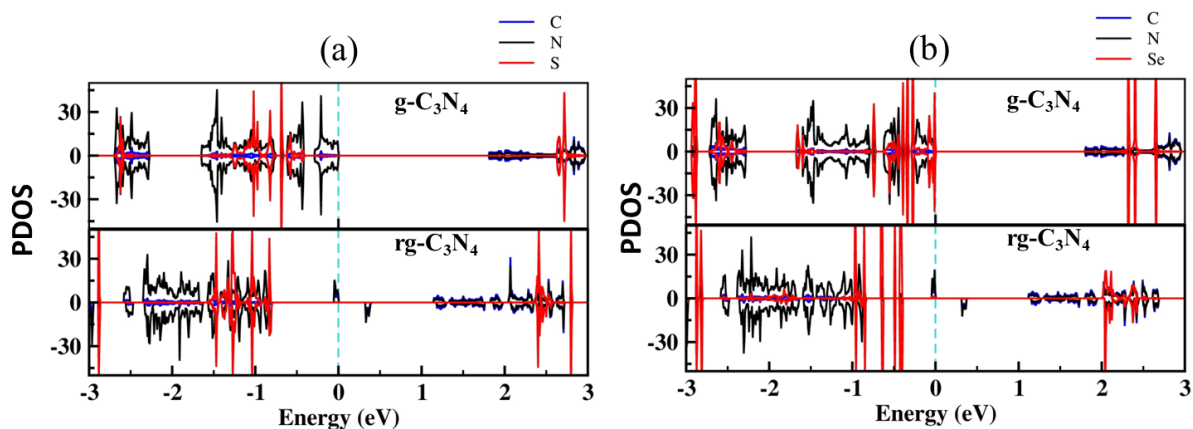 (a)
C
N
S
g-C3N4
30
0
-30
PDOS
rg-C3N4
30
0
-30
-3 -2 -1 0 1 2 3
Energy (eV)
(b)
C
N
Se
g-C3N4
30
0
-30
PDOS
rg-C3N4
30
0
-30
-3 -2 -1 0 1 2 3
Energy (eV)